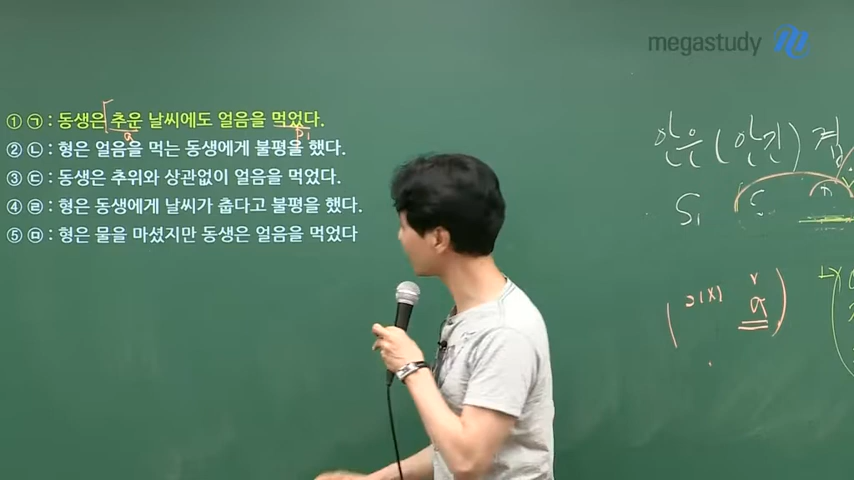 megastudy
① ㉠ : 동생은 추운 날씨에도 얼음을 먹었다.
② ㉡ : 형은 얼음을 먹는 동생에게 불평을 했다.
③ ㉢ : 동생은 추위와 상관없이 얼음을 먹었다.
④ ㉣ : 형은 동생에게 날씨가 춥다고 불평을 했다.
⑤ ㉤ : 형은 물을 마셨지만 동생은 얼음을 먹었다
안은 (안긴)
S₁